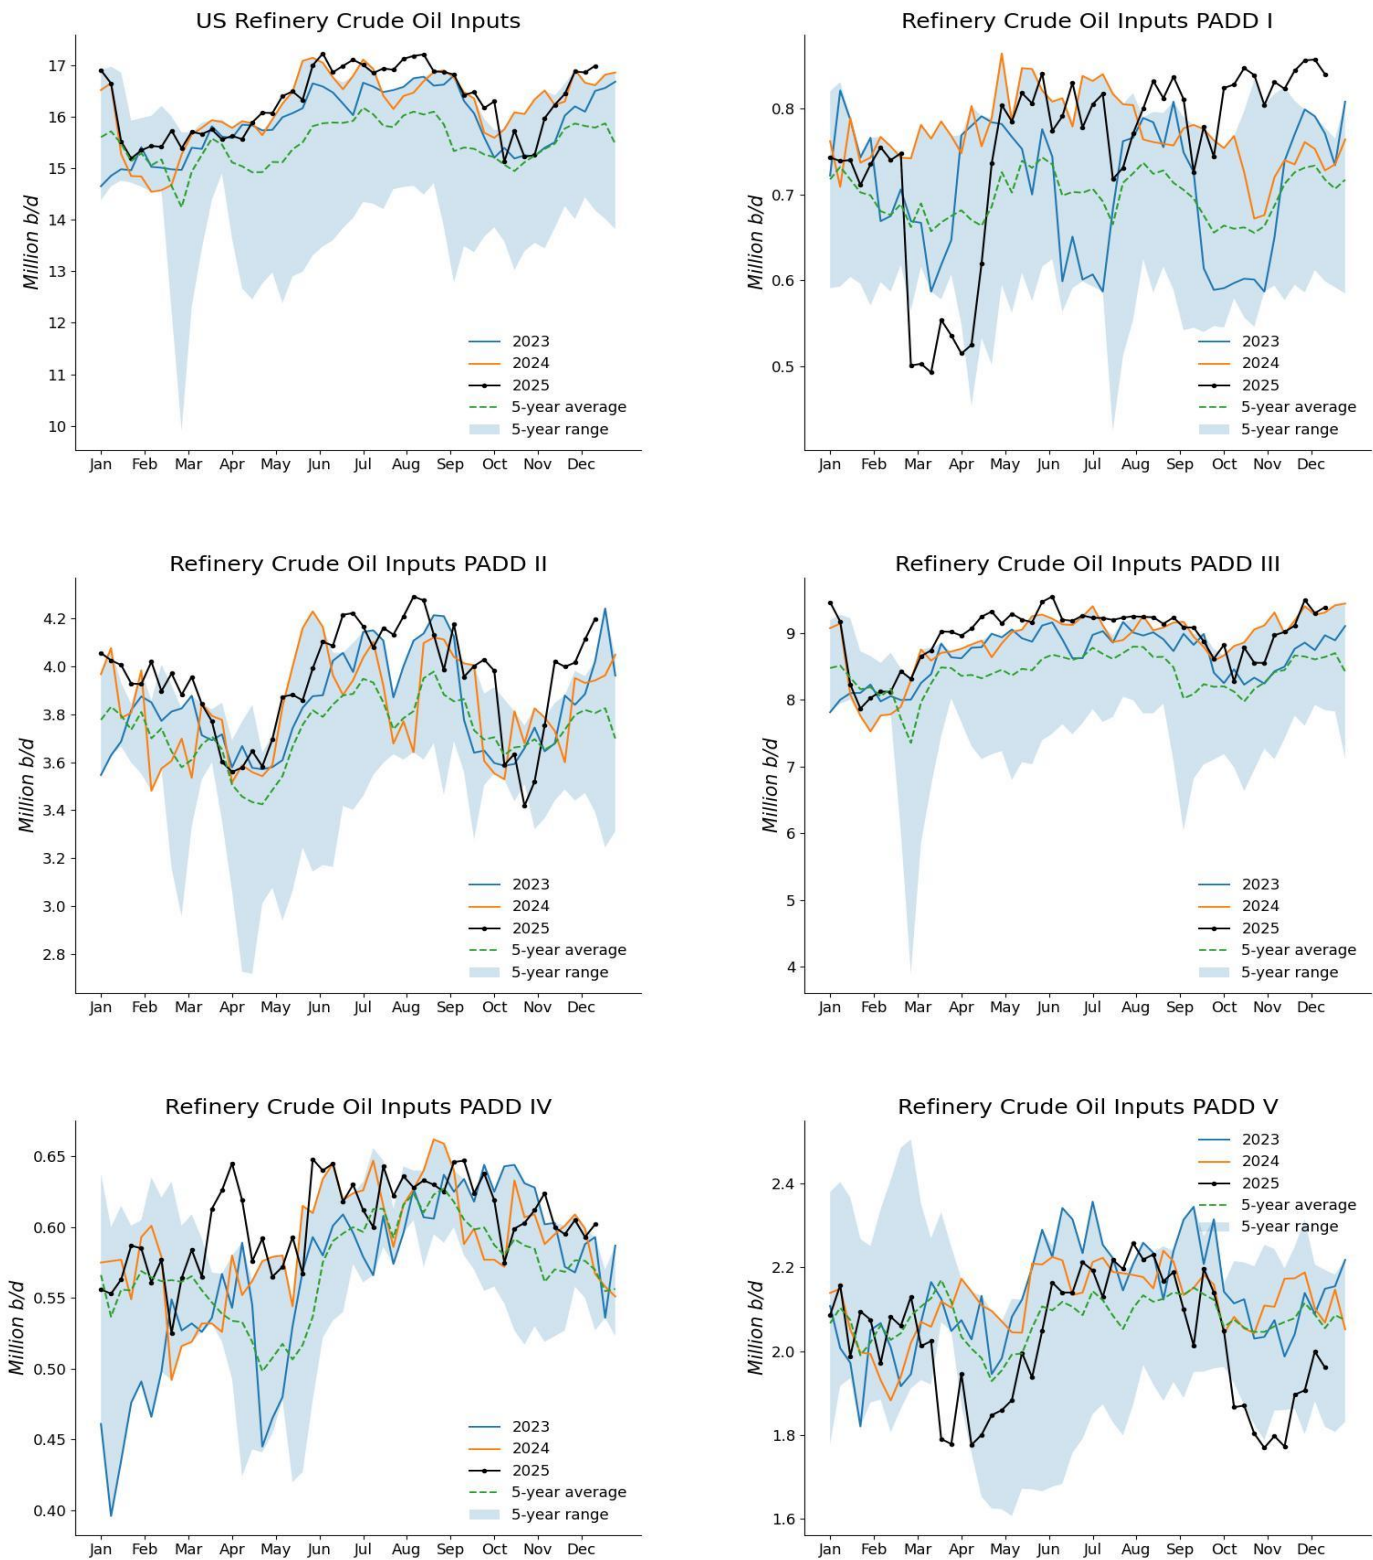 US Refinery Crude Oil Inputs
Million b/d
17
16
15
14
13
12
11
10
Jan Feb Mar Apr May Jun Jul Aug Sep Oct Nov Dec
2023
2024
2025
5-year average
5-year range
Refinery Crude Oil Inputs PADD I
Million b/d
0.8
0.7
0.6
0.5
Jan Feb Mar Apr May Jun Jul Aug Sep Oct Nov Dec
2023
2024
2025
5-year average
5-year range
Refinery Crude Oil Inputs PADD II
Million b/d
4.2
4.0
3.8
3.6
3.4
3.2
3.0
2.8
Jan Feb Mar Apr May Jun Jul Aug Sep Oct Nov Dec
2023
2024
2025
5-year average
5-year range
Refinery Crude Oil Inputs PADD III
Million b/d
9
8
7
6
5
4
Jan Feb Mar Apr May Jun Jul Aug Sep Oct Nov Dec
2023
2024
2025
5-year average
5-year range
Refinery Crude Oil Inputs PADD IV
Million b/d
0.65
0.60
0.55
0.50
0.45
0.40
Jan Feb Mar Apr May Jun Jul Aug Sep Oct Nov Dec
2023
2024
2025
5-year average
5-year range
Refinery Crude Oil Inputs PADD V
Million b/d
2.4
2.2
2.0
1.8
1.6
Jan Feb Mar Apr May Jun Jul Aug Sep Oct Nov Dec
2023
2024
2025
5-year average
5-year range